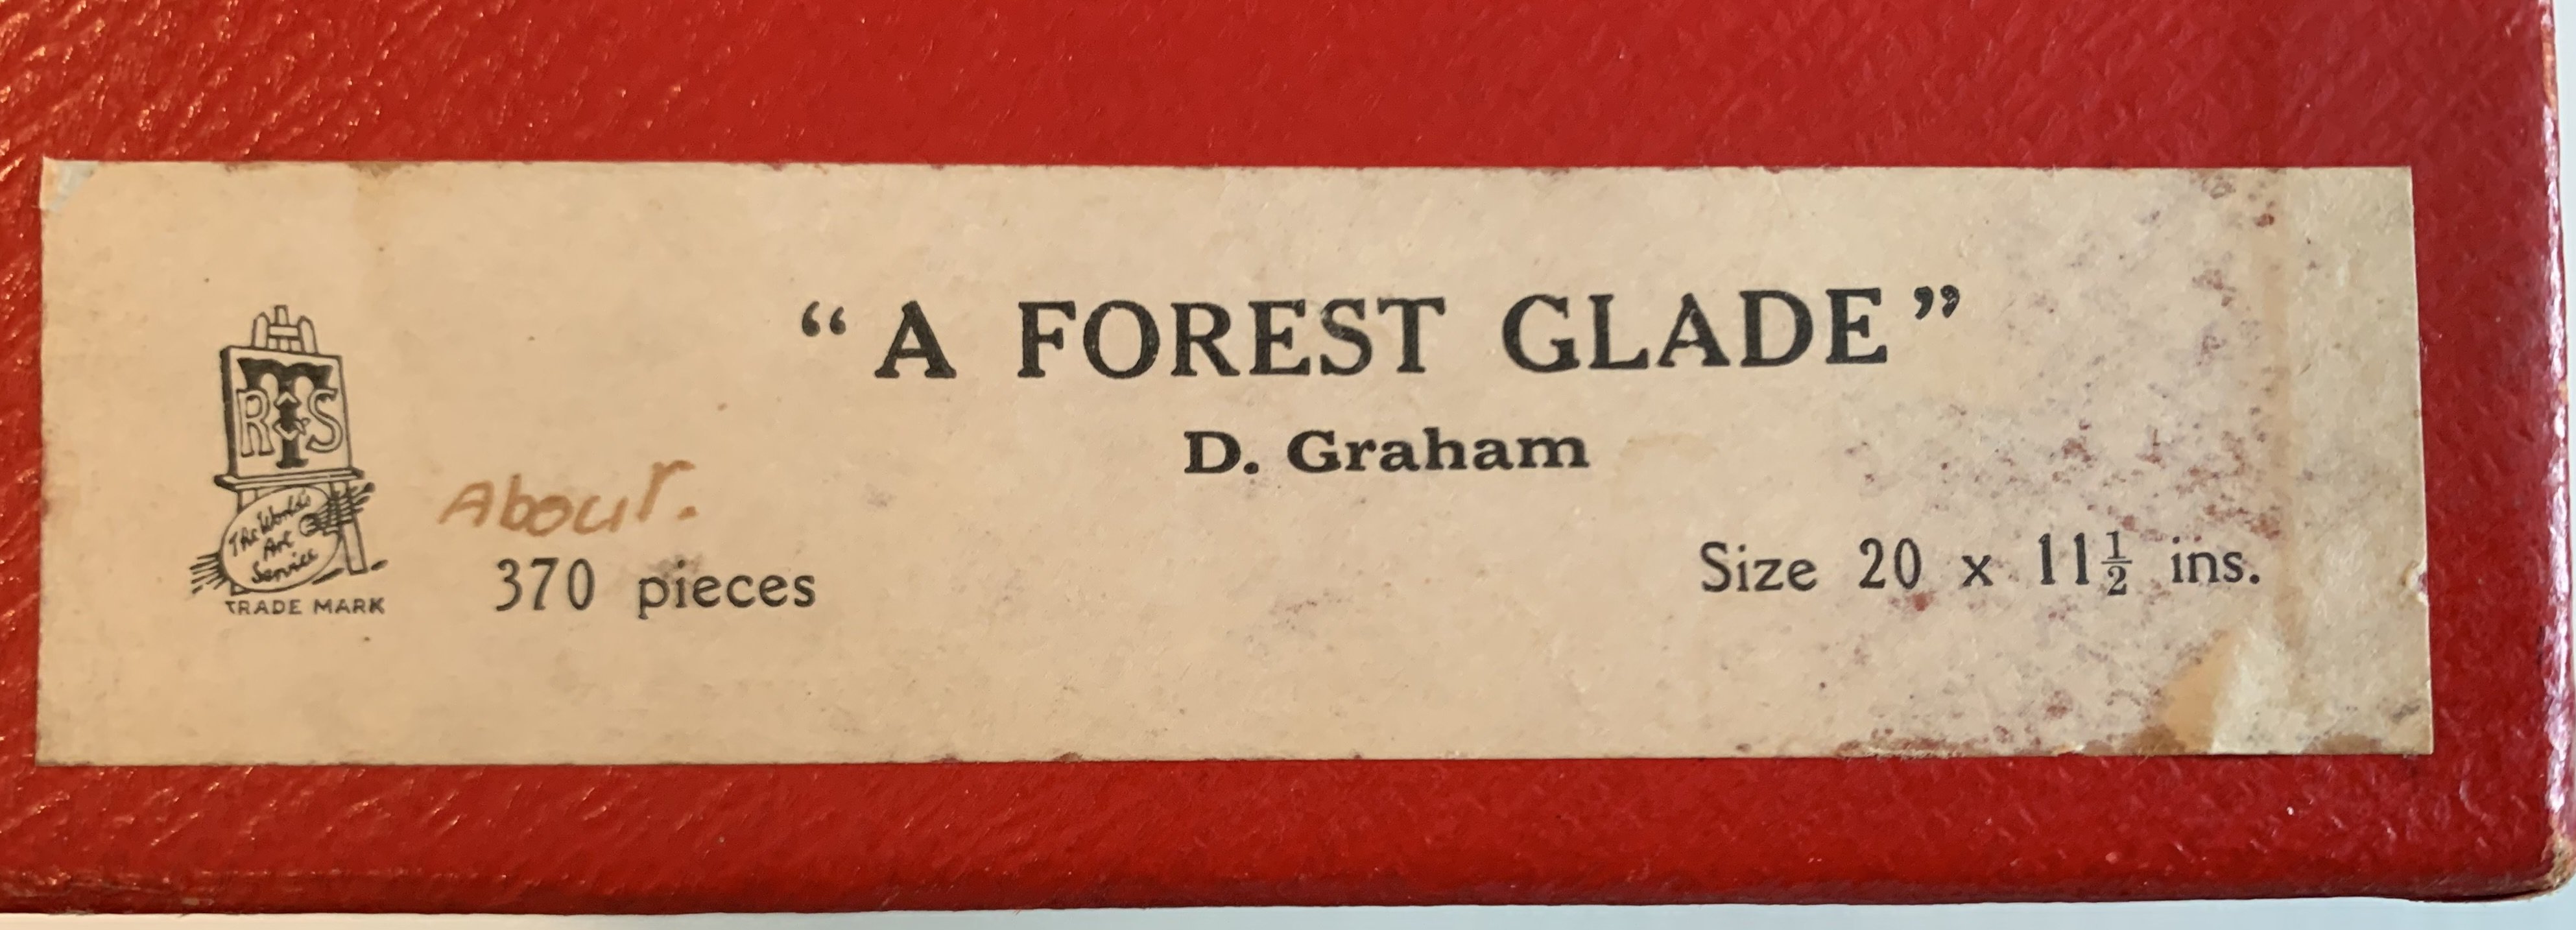 “A FOREST GLADE”
D. Graham
RTS
The World's
Art
Service
TRADE MARK
About.
370 pieces
Size 20 x 11½ ins.